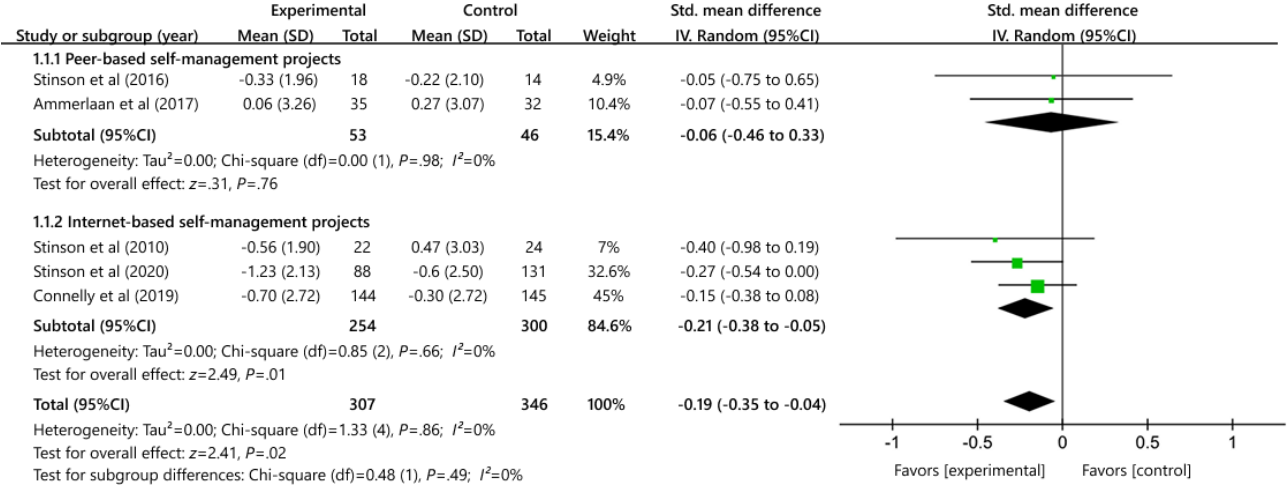 Experimental Control Std. mean difference Std. mean difference
Study or subgroup (year) Mean (SD) Total Mean (SD) Total Weight IV. Random (95%CI) IV. Random (95%CI)
1.1.1 Peer-based self-management projects
Stinson et al (2016) -0.33 (1.96) 18 -0.22 (2.10) 14 4.9% -0.05 (-0.75 to 0.65)
Ammerlaan et al (2017) 0.06 (3.26) 35 0.27 (3.07) 32 10.4% -0.07 (-0.55 to 0.41)
Subtotal (95%CI) 53 46 15.4% -0.06 (-0.46 to 0.33)
Heterogeneity: Tau²=0.00; Chi-square (df)=0.00 (1), P=.98; I²=0%
Test for overall effect: z=.31, P=.76
1.1.2 Internet-based self-management projects
Stinson et al (2010) -0.56 (1.90) 22 0.47 (3.03) 24 7% -0.40 (-0.98 to 0.19)
Stinson et al (2020) -1.23 (2.13) 88 -0.6 (2.50) 131 32.6% -0.27 (-0.54 to 0.00)
Connelly et al (2019) -0.70 (2.72) 144 -0.30 (2.72) 145 45% -0.15 (-0.38 to 0.08)
Subtotal (95%CI) 254 300 84.6% -0.21 (-0.38 to -0.05)
Heterogeneity: Tau²=0.00; Chi-square (df)=0.85 (2), P=.66; I²=0%
Test for overall effect: z=2.49, P=.01
Total (95%CI) 307 346 100% -0.19 (-0.35 to -0.04)
Heterogeneity: Tau²=0.00; Chi-square (df)=1.33 (4), P=.86; I²=0%
Test for overall effect: z=2.41, P=.02
Test for subgroup differences: Chi-square (df)=0.48 (1), P=.49; I²=0%
-1 -0.5 0 0.5 1
Favors [experimental] Favors [control]